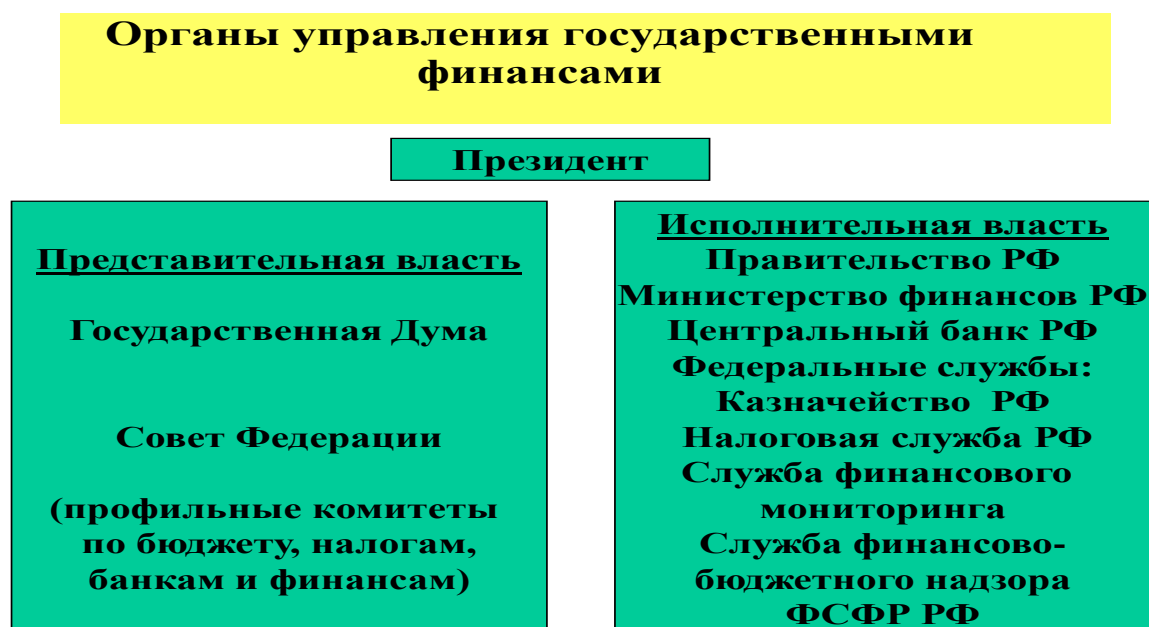 Органы управления государственными
финансами
Президент
Представительная власть
Государственная Дума
Совет Федерации
(профильные комитеты
по бюджету, налогам,
банкам и финансам)
Исполнительная власть
Правительство РФ
Министерство финансов РФ
Центральный банк РФ
Федеральные службы:
Казначейство РФ
Налоговая служба РФ
Служба финансового
мониторинга
Служба финансово-
бюджетного надзора
ФСФР РФ